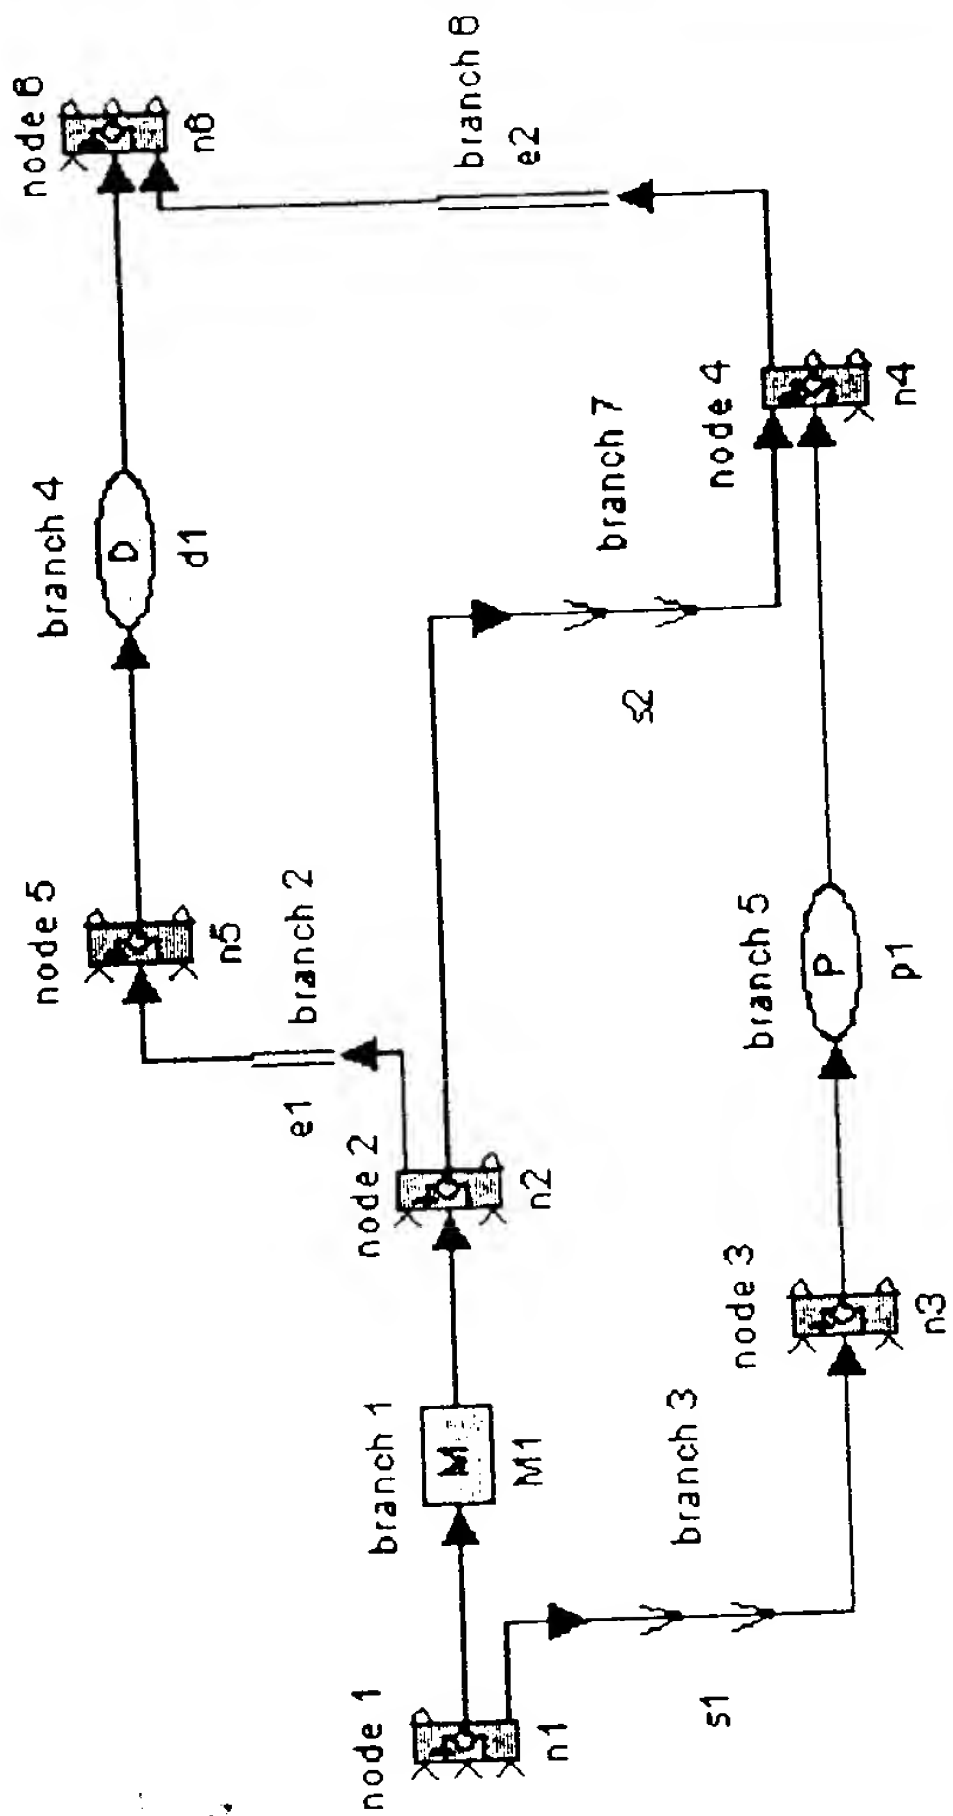 node 5
branch 4
node 6
n5
d1
n6
e1
branch 2
branch 6
e2
node 1
branch 1
node 2
n1
M
M1
n2
D
branch 7
s2
s1
branch 3
node 3
branch 5
node 4
n3
P
p1
n4